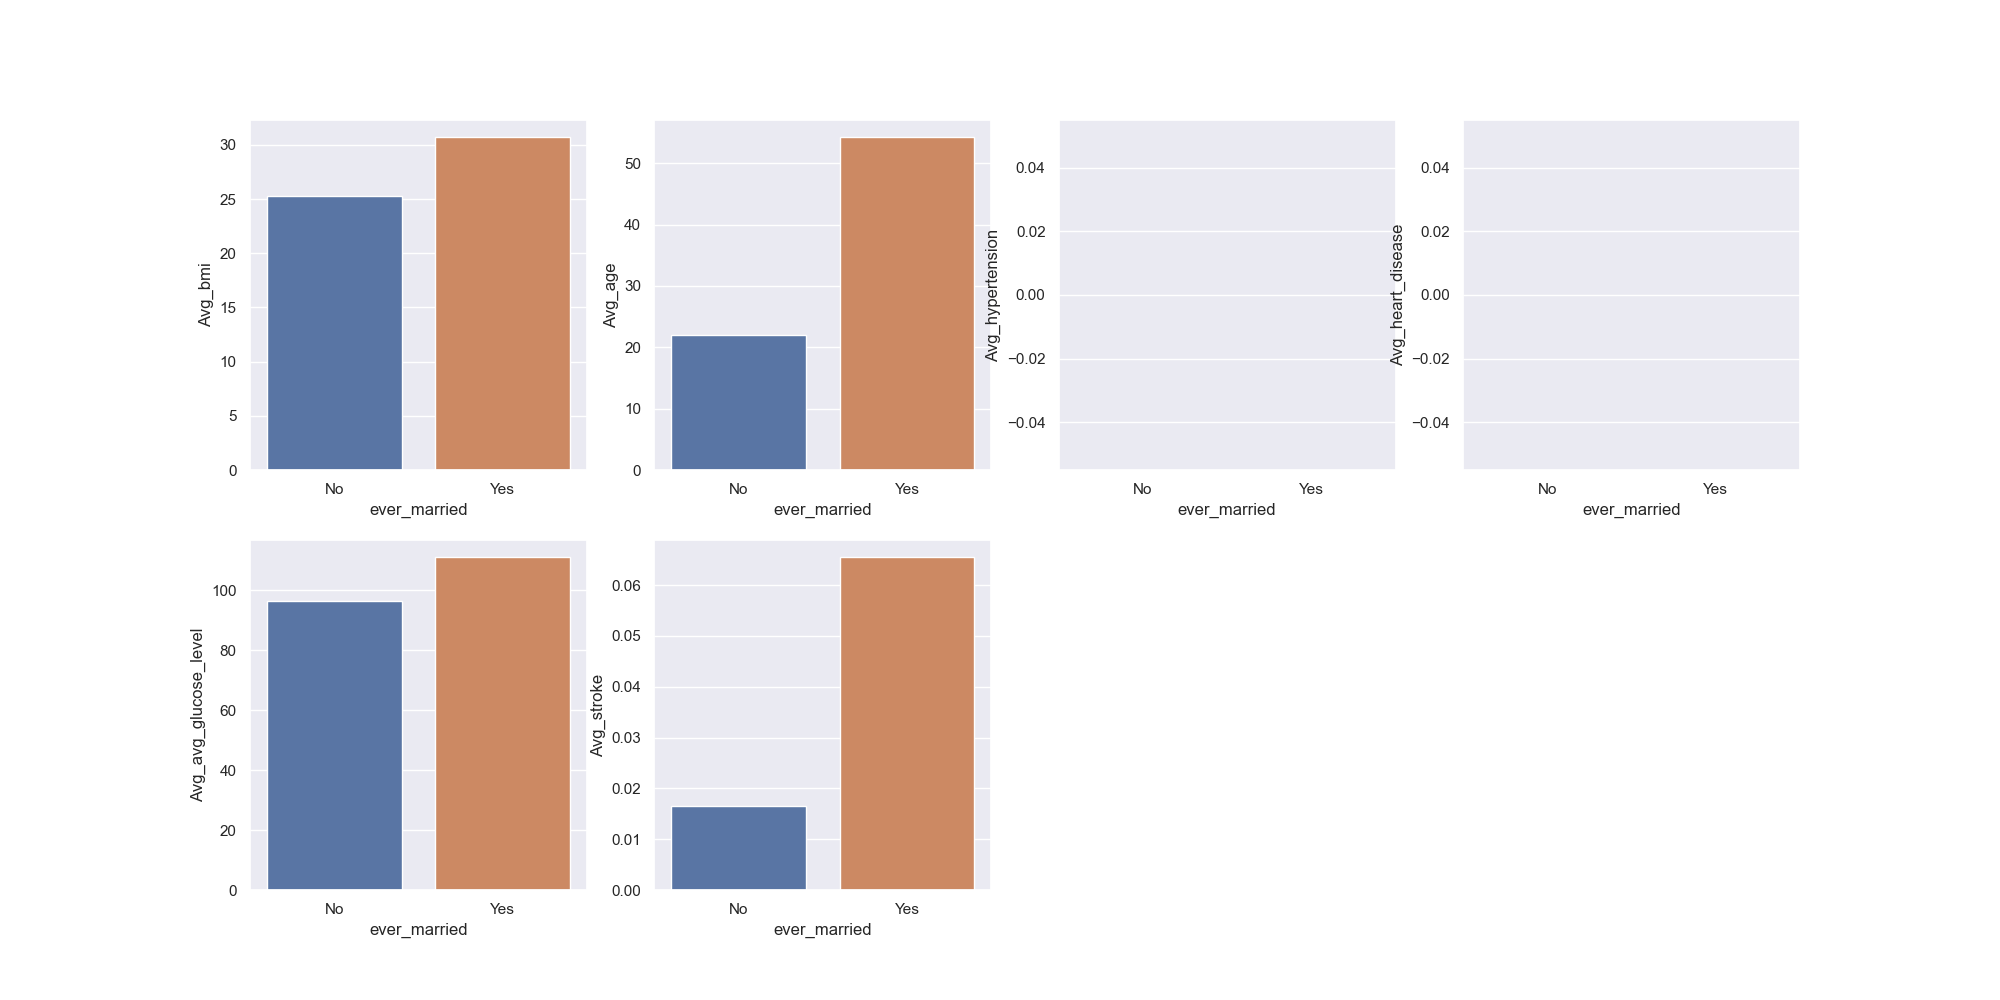 30
25
20
15
10
5
0
Avg_bmi
No Yes
ever_married
50
40
30
20
10
0
Avg_age
No Yes
ever_married
0.04
0.02
0.00
−0.02
−0.04
Avg_hypertension
No Yes
ever_married
0.04
0.02
0.00
−0.02
−0.04
Avg_heart_disease
No Yes
ever_married
100
80
60
40
20
0
Avg_avg_glucose_level
No Yes
ever_married
0.06
0.05
0.04
0.03
0.02
0.01
0.00
Avg_stroke
No Yes
ever_married